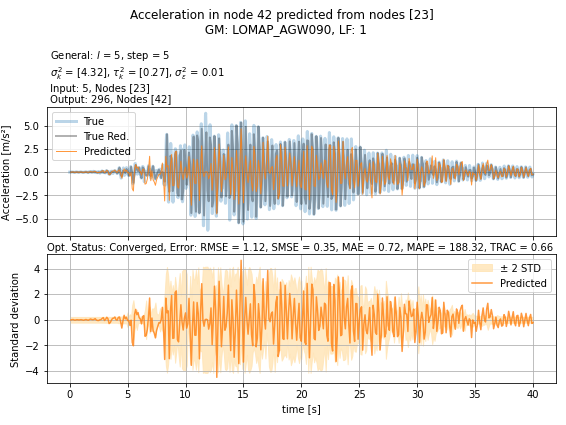 Acceleration in node 42 predicted from nodes [23]
GM: LOMAP_AGW090, LF: 1
General: l = 5, step = 5
σ²ₖ = [4.32], τ²ₖ = [0.27], σ²ε = 0.01
Input: 5, Nodes [23]
Output: 296, Nodes [42]
True
True Red.
Predicted
Acceleration [m/s²]
5.0
2.5
0.0
−2.5
−5.0
Opt. Status: Converged, Error: RMSE = 1.12, SMSE = 0.35, MAE = 0.72, MAPE = 188.32, TRAC = 0.66
± 2 STD
Predicted
Standard deviation
4
2
0
−2
−4
0 5 10 15 20 25 30 35 40
time [s]